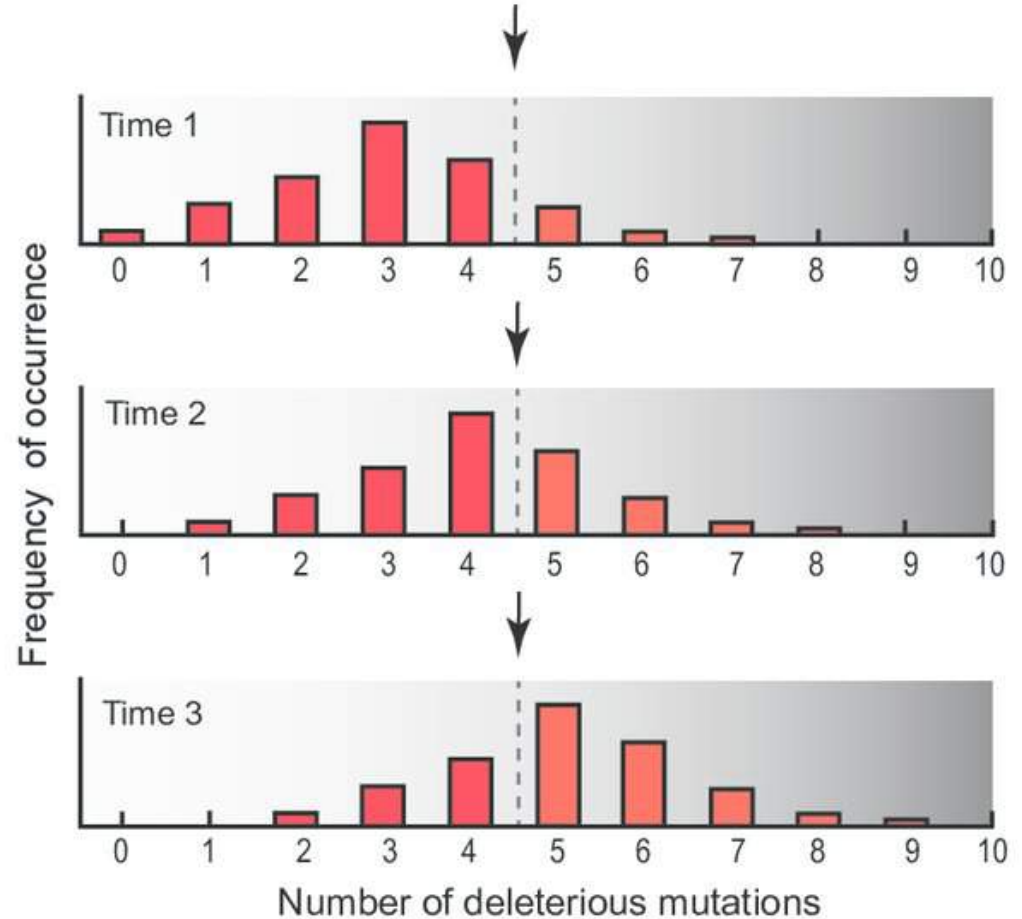 Time 1
0 1 2 3 4 5 6 7 8 9 10
Time 2
0 1 2 3 4 5 6 7 8 9 10
Time 3
0 1 2 3 4 5 6 7 8 9 10
Frequency of occurrence
Number of deleterious mutations